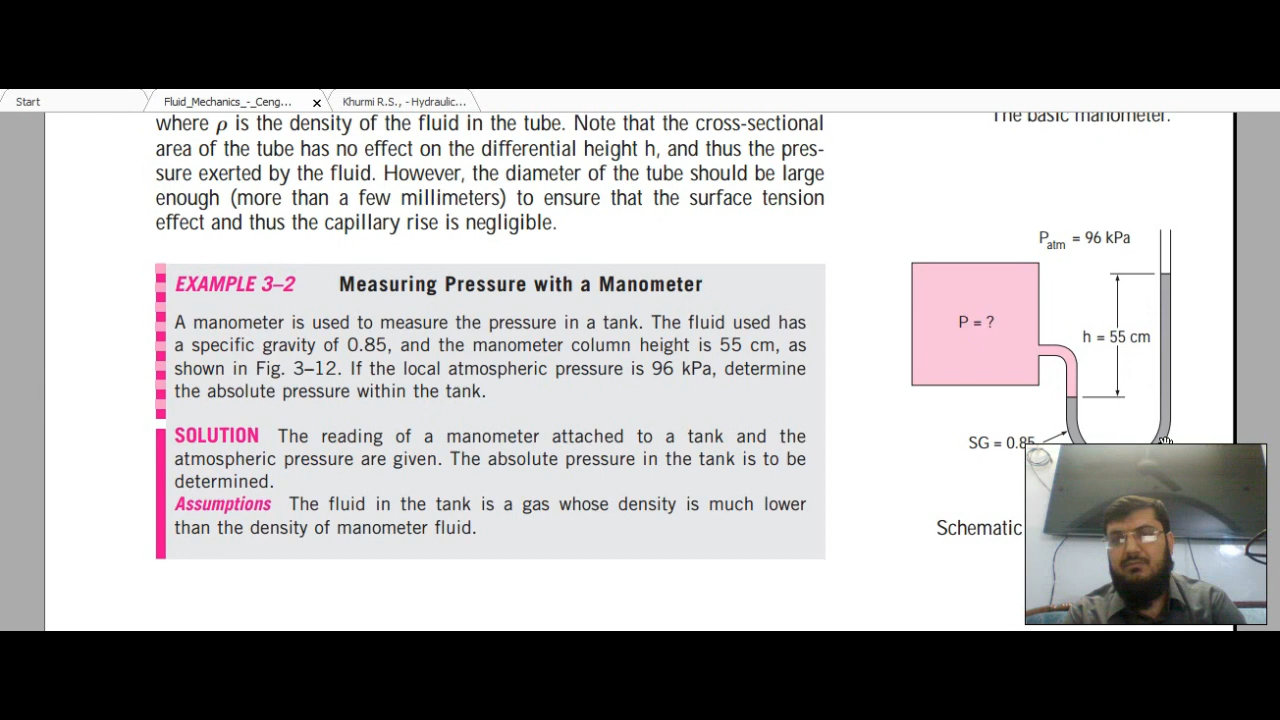 Start
Fluid_Mechanics_-_Ceng...
Khurmi R.S., - Hydraulic...
where ρ is the density of the fluid in the tube. Note that the cross-sectional
area of the tube has no effect on the differential height h, and thus the pres-
sure exerted by the fluid. However, the diameter of the tube should be large
enough (more than a few millimeters) to ensure that the surface tension
effect and thus the capillary rise is negligible.
EXAMPLE 3–2 Measuring Pressure with a Manometer
A manometer is used to measure the pressure in a tank. The fluid used has
a specific gravity of 0.85, and the manometer column height is 55 cm, as
shown in Fig. 3–12. If the local atmospheric pressure is 96 kPa, determine
the absolute pressure within the tank.
SOLUTION The reading of a manometer attached to a tank and the
atmospheric pressure are given. The absolute pressure in the tank is to be
determined.
Assumptions The fluid in the tank is a gas whose density is much lower
than the density of manometer fluid.
The basic manometer.
Patm = 96 kPa
P = ?
h = 55 cm
SG = 0.85
Schematic